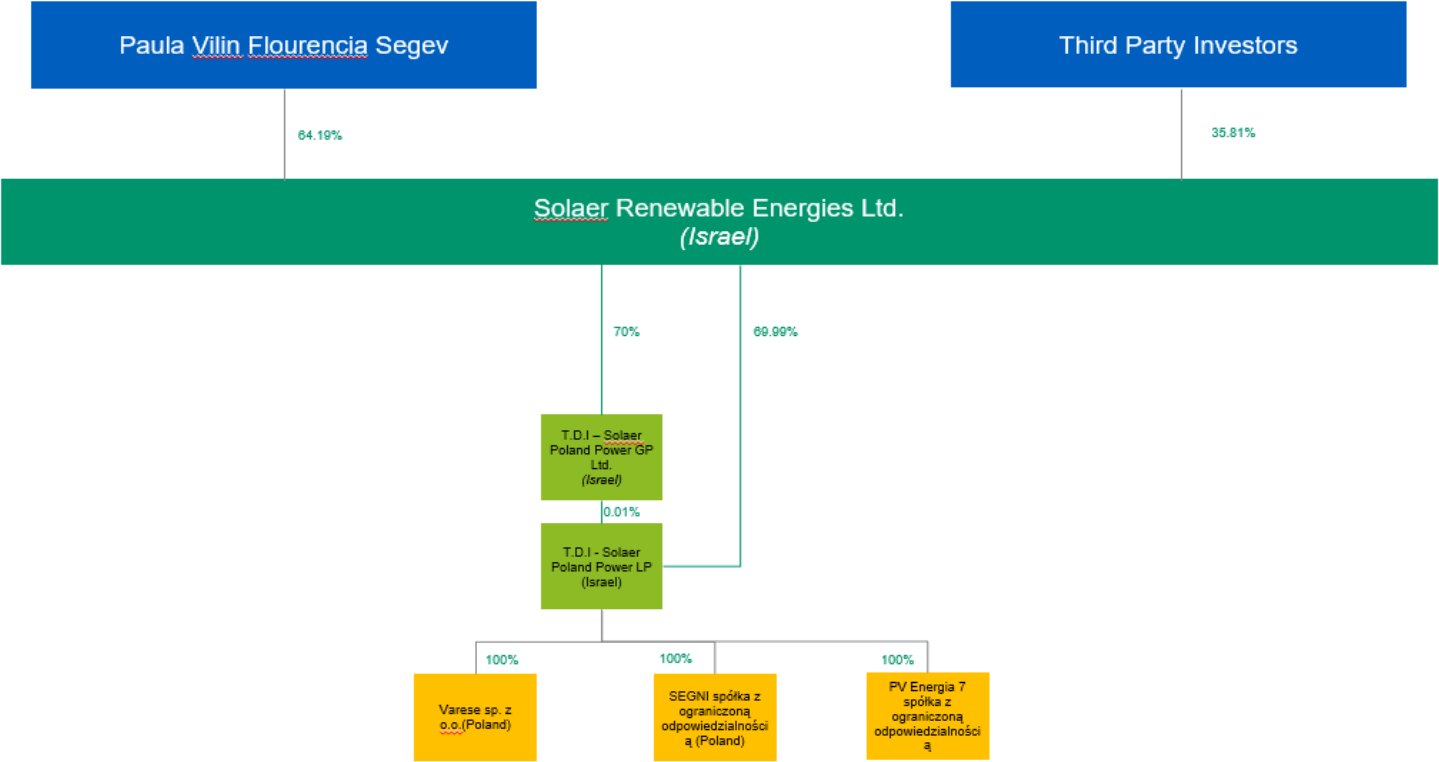 Paula Vilin Flourencia Segev
Third Party Investors
64.19%
35.81%
Solaer Renewable Energies Ltd.
(Israel)
70%
69.99%
T.D.I – Solaer
Poland Power GP
Ltd.
(Israel)
0.01%
T.D.I - Solaer
Poland Power LP
(Israel)
100%
100%
100%
Varese sp. z
o.o.(Poland)
SEGNI spółka z
ograniczoną
odpowiedzialności
ą (Poland)
PV Energia 7
spółka z
ograniczoną
odpowiedzialności
ą